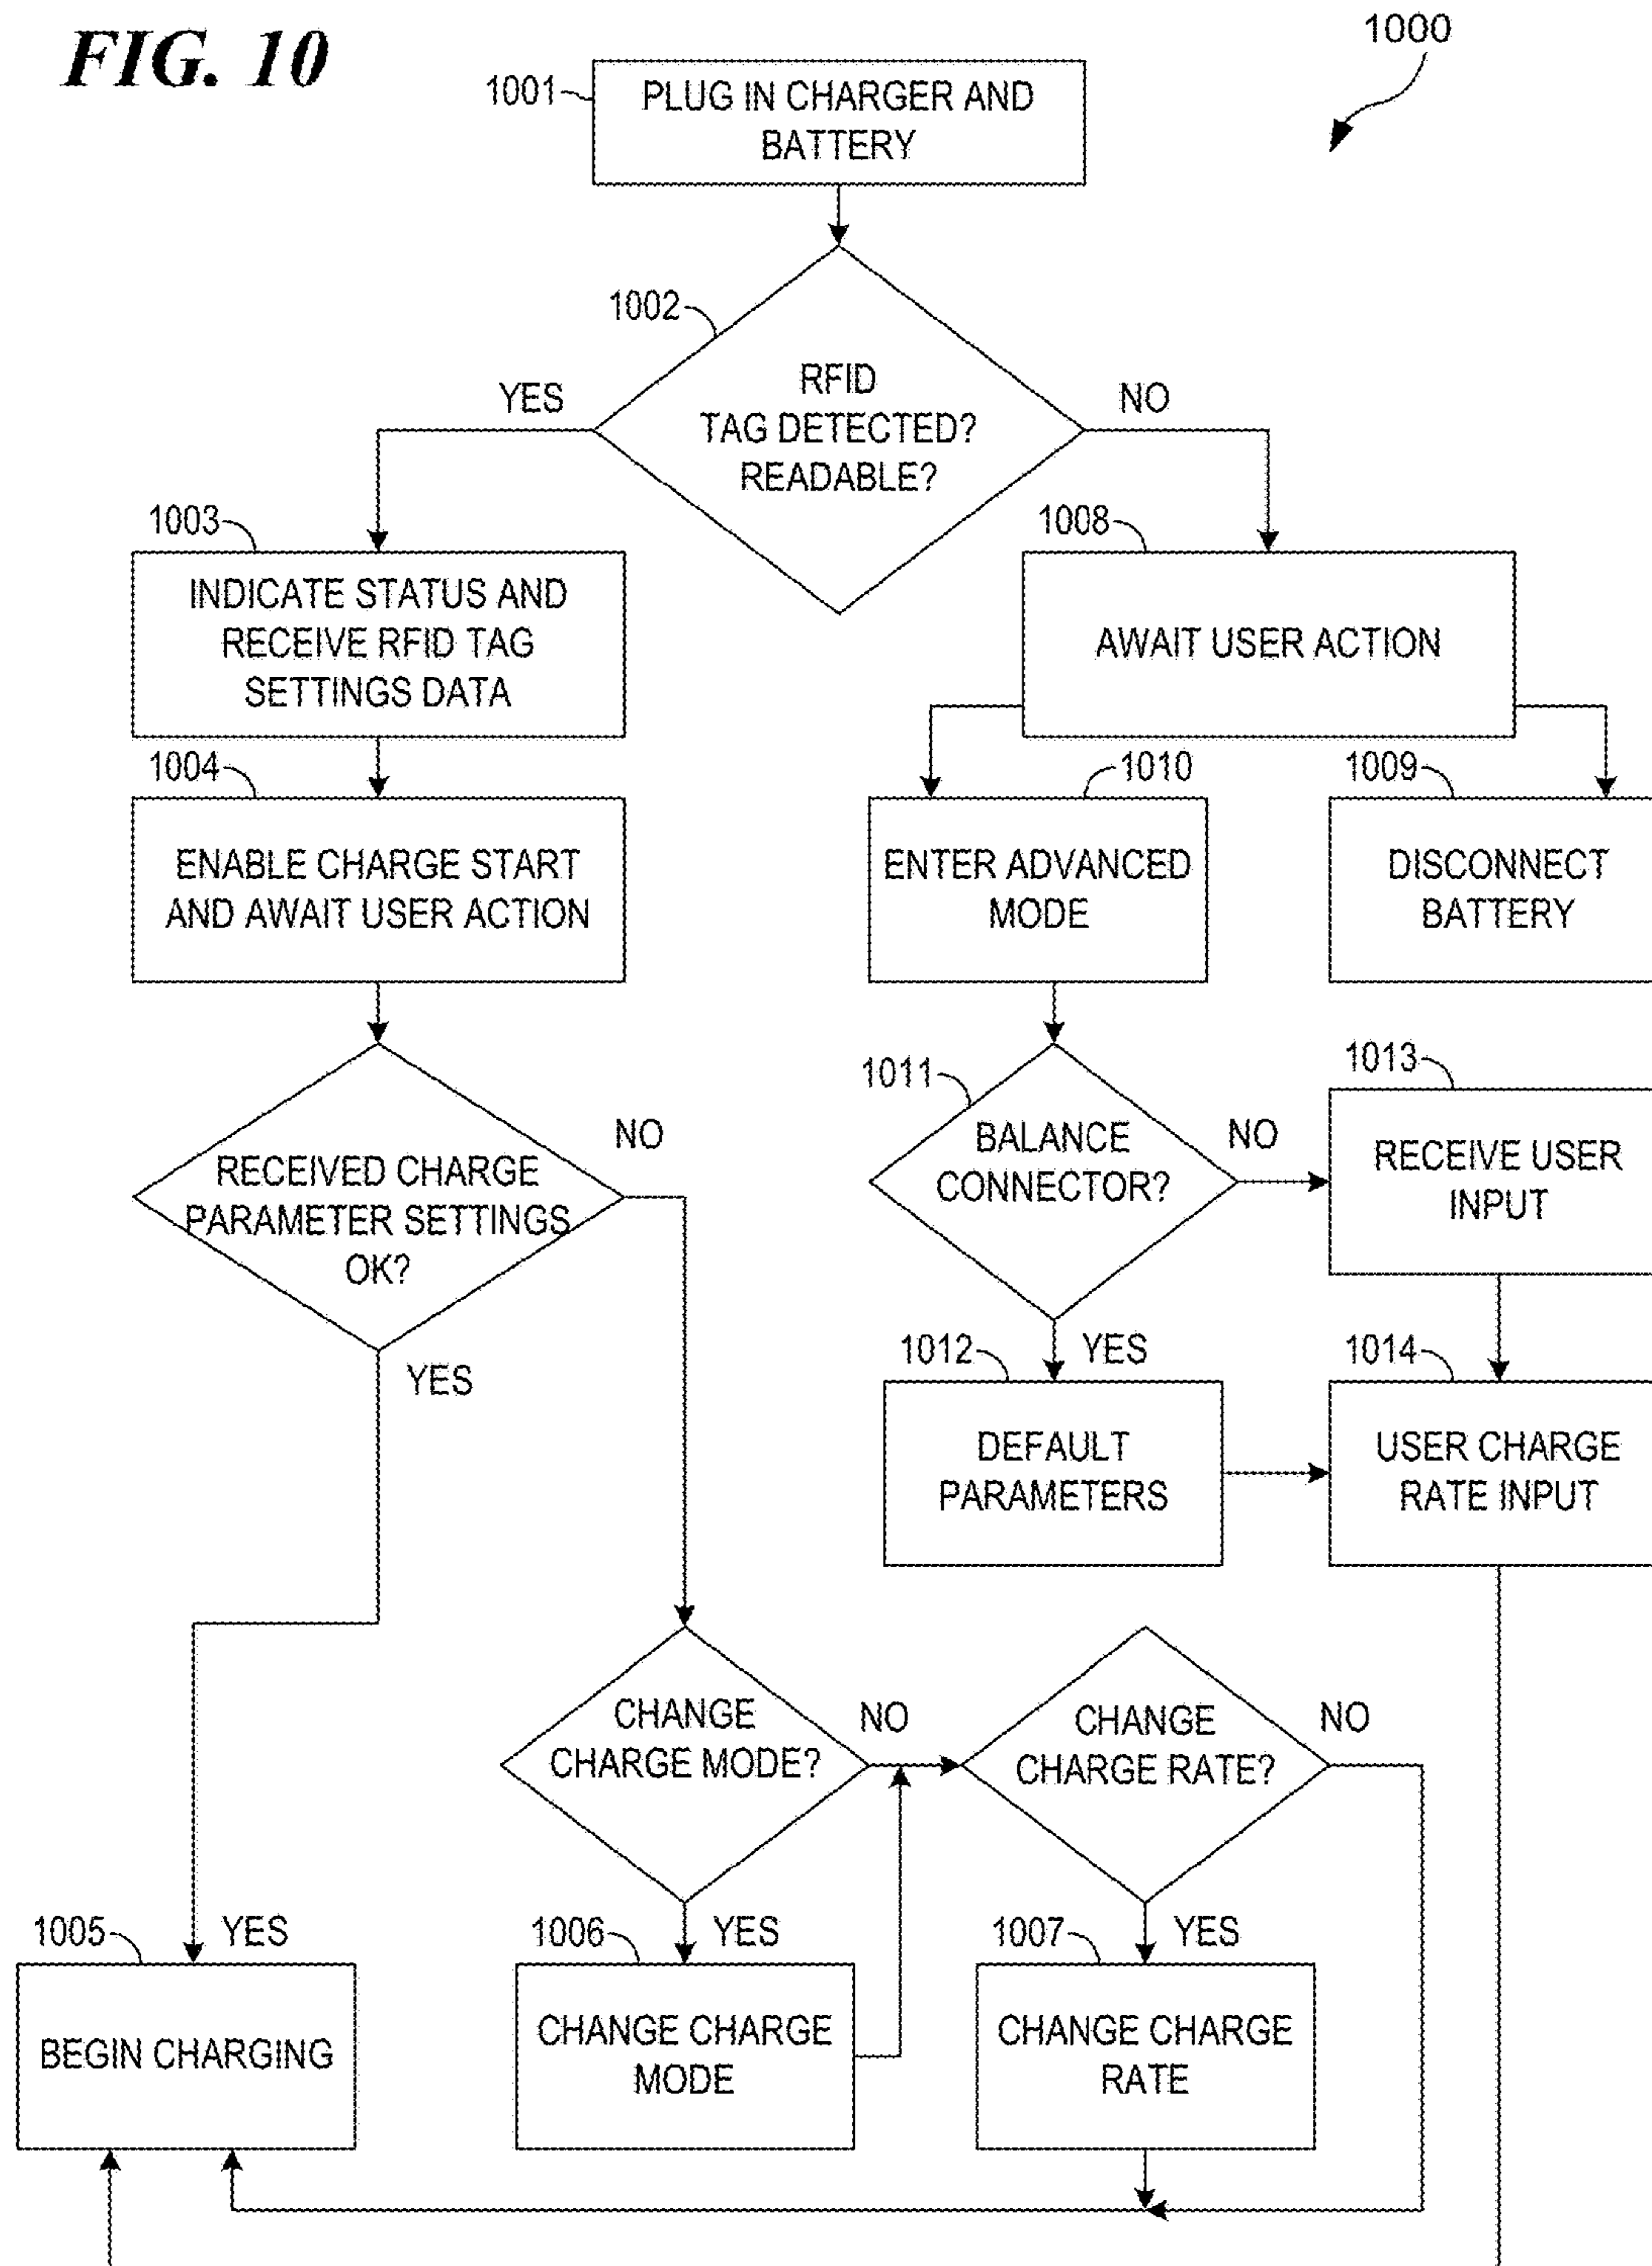 FIG. 10
1000
1001
PLUG IN CHARGER AND
BATTERY
1002
RFID
TAG DETECTED?
READABLE?
YES
NO
1003
INDICATE STATUS AND
RECEIVE RFID TAG
SETTINGS DATA
1008
AWAIT USER ACTION
1004
ENABLE CHARGE START
AND AWAIT USER ACTION
1010
ENTER ADVANCED
MODE
1009
DISCONNECT
BATTERY
RECEIVED CHARGE
PARAMETER SETTINGS
OK?
NO
YES
1011
BALANCE
CONNECTOR?
NO
YES
1013
RECEIVE USER
INPUT
1012
DEFAULT
PARAMETERS
1014
USER CHARGE
RATE INPUT
CHANGE
CHARGE MODE?
NO
CHANGE
CHARGE RATE?
NO
1005
YES
BEGIN CHARGING
1006
YES
CHANGE CHARGE
MODE
1007
YES
CHANGE CHARGE
RATE